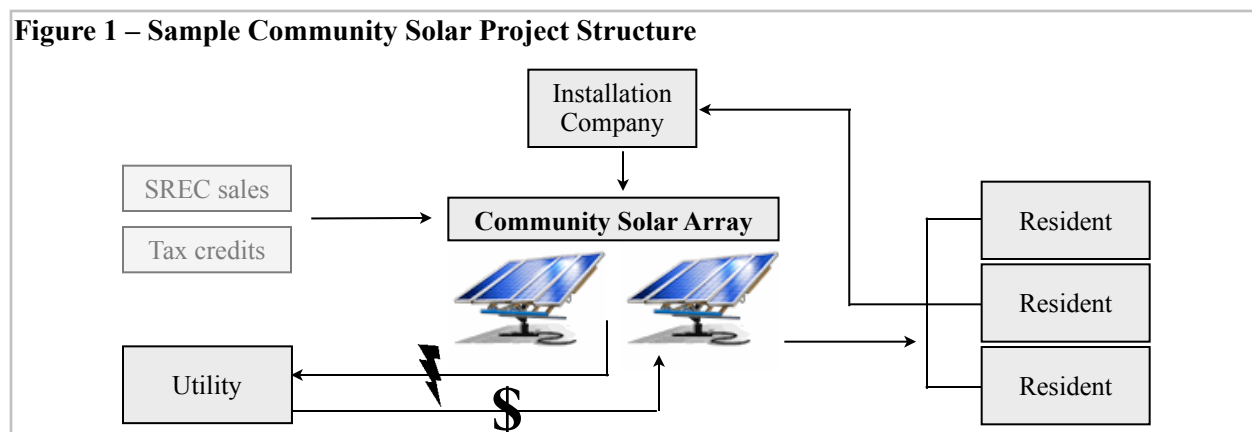 Figure 1 – Sample Community Solar Project Structure
Installation
Company
SREC sales
Tax credits
Community Solar Array
Resident
Resident
Resident
Utility
$